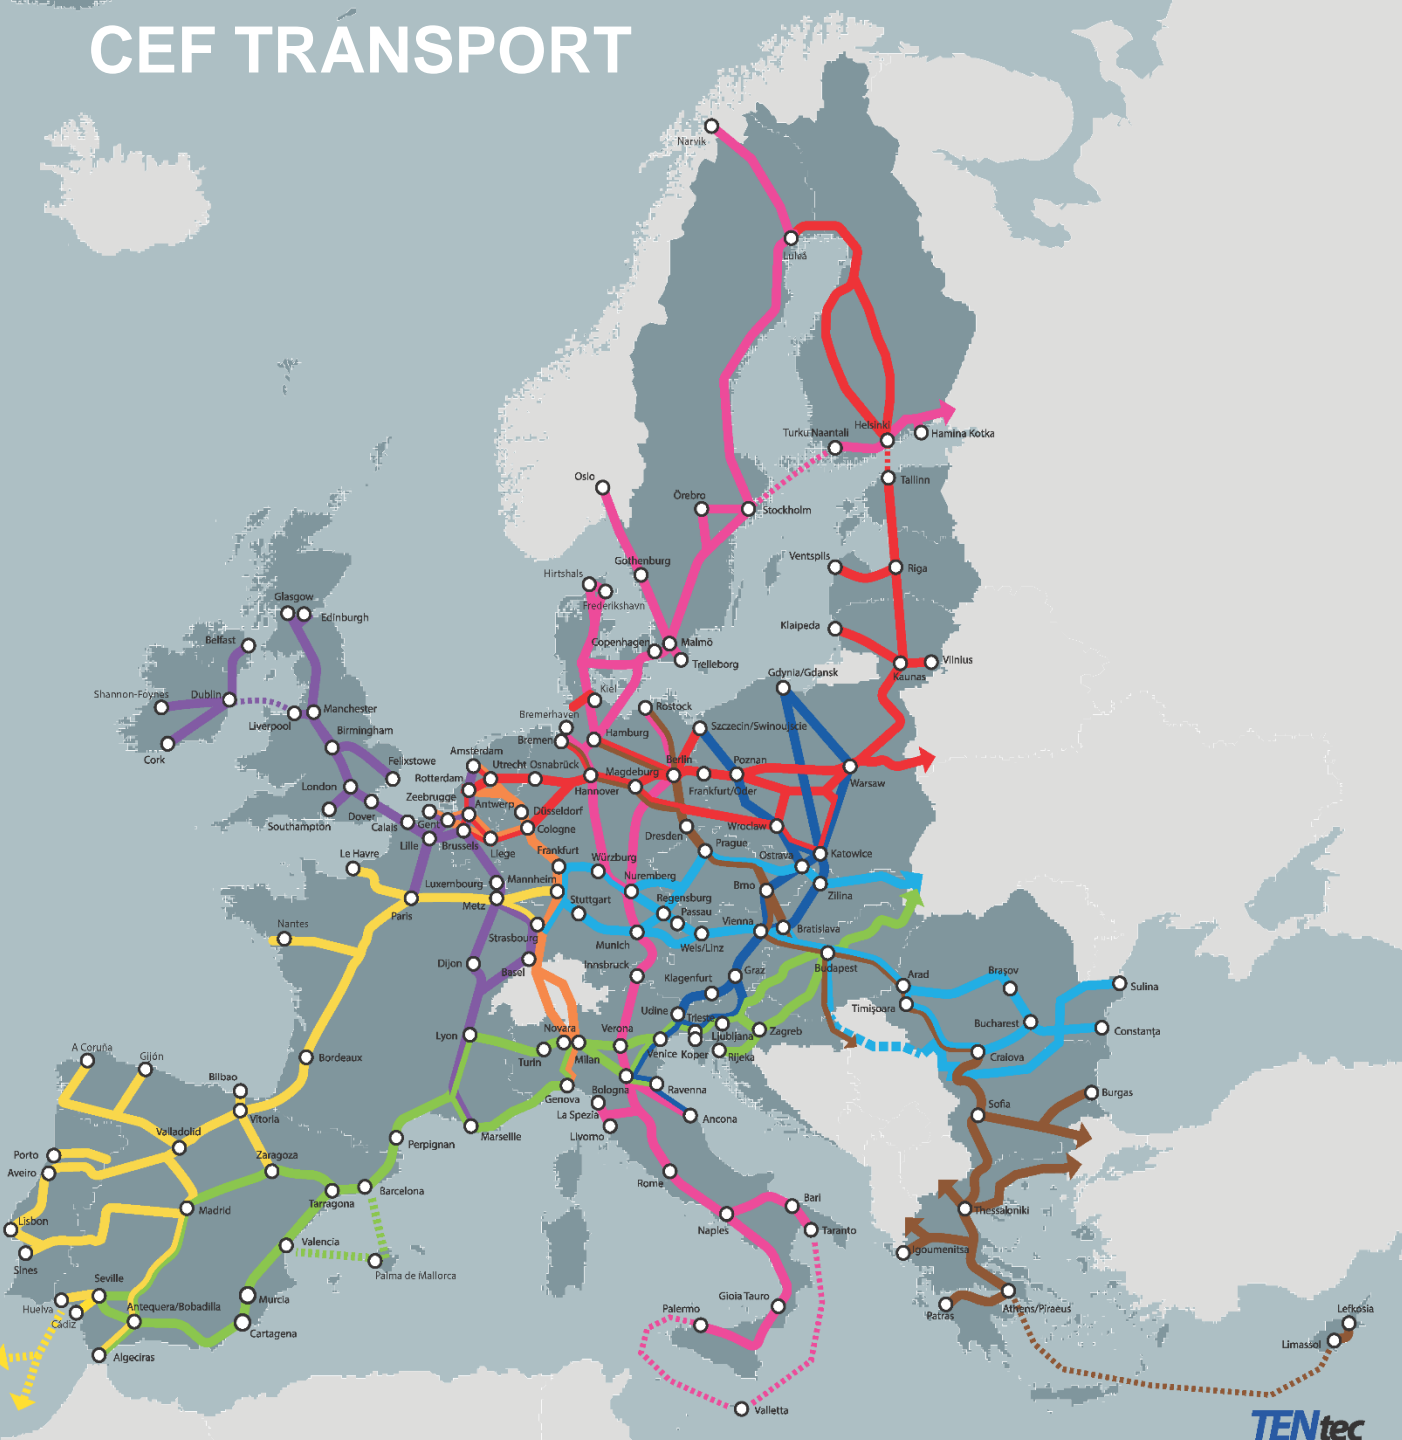 CEF TRANSPORT
Narvik
Luleå
Turku Naantali
Helsinki
Hamina Kotka
Oslo
Örebro
Stockholm
Tallinn
Ventspils
Riga
Gothenburg
Hirtshals
Frederikshavn
Glasgow
Edinburgh
Belfast
Copenhagen
Malmö
Trelleborg
Klaipeda
Vilnius
Kaunas
Gdynia/Gdansk
Shannon-Foynes
Dublin
Cork
Liverpool
Manchester
Birmingham
Kiel
Rostock
Bremerhaven
Bremen
Hamburg
Szczecin/Swinoujscie
Amsterdam
Utrecht
Osnabrück
Felixstowe
Rotterdam
Hannover
Magdeburg
Berlin
Frankfurt/Oder
Poznan
Warsaw
London
Zeebrugge
Southampton
Dover
Calais
Gent
Antwerp
Düsseldorf
Cologne
Lille
Brussels
Liege
Dresden
Wroclaw
Le Havre
Frankfurt
Würzburg
Prague
Ostrava
Katowice
Luxembourg
Mannheim
Nuremberg
Brno
Zilina
Paris
Metz
Stuttgart
Regensburg
Passau
Nantes
Strasbourg
Munich
Wels/Linz
Vienna
Bratislava
Dijon
Basel
Innsbruck
Klagenfurt
Graz
Budapest
Arad
Braşov
Sulina
Timişoara
Udine
Trieste
Bucharest
Constanţa
Lyon
Novara
Verona
Ljubljana
Zagreb
Turin
Milan
Venice
Koper
Rijeka
Craiova
A Coruña
Gijón
Bilbao
Bordeaux
Genova
Bologna
Ravenna
Burgas
Vitoria
La Spezia
Ancona
Sofia
Valladolid
Marseille
Livorno
Perpignan
Porto
Aveiro
Zaragoza
Barcelona
Rome
Tarragona
Madrid
Bari
Naples
Taranto
Thessaloniki
Lisbon
Valencia
Igoumenitsa
Sines
Palma de Mallorca
Seville
Huelva
Cádiz
Antequera/Bobadilla
Murcia
Gioia Tauro
Palermo
Patras
Athens/Piraeus
Lefkosia
Cartagena
Limassol
Algeciras
Valletta
TENtec